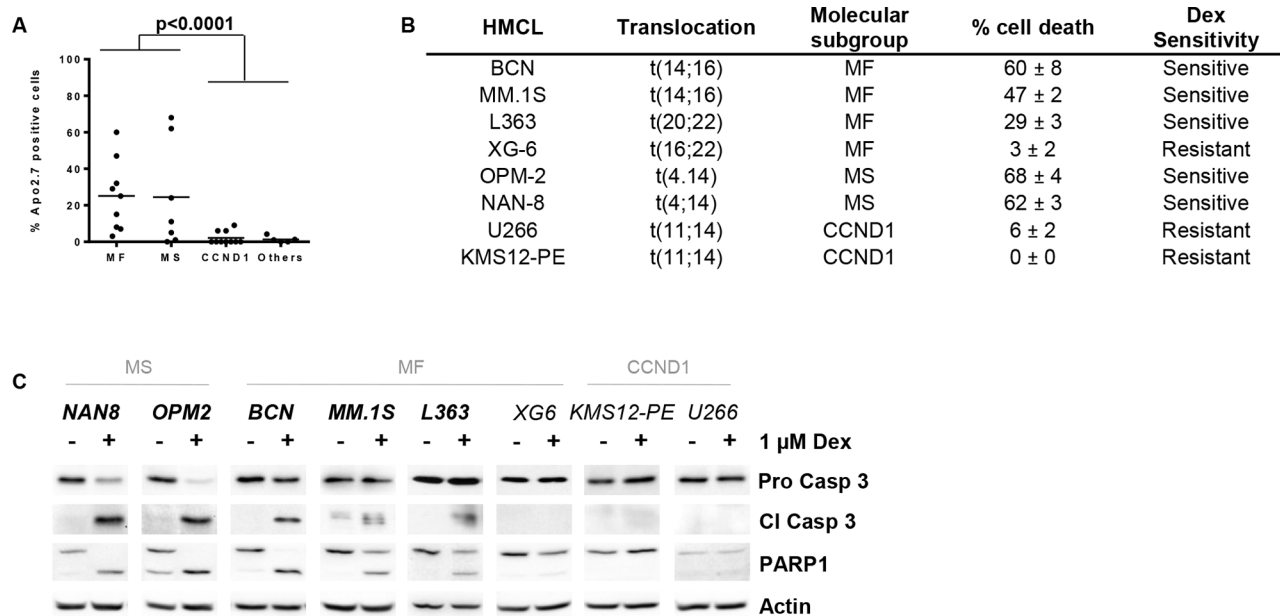 A
p<0.0001
% Apo2.7 positive cells
100
80
60
40
20
0
MF MS CCND1 Others
B
HMCL Translocation Molecular subgroup % cell death Dex Sensitivity
BCN t(14;16) MF 60 ± 8 Sensitive
MM.1S t(14;16) MF 47 ± 2 Sensitive
L363 t(20;22) MF 29 ± 3 Sensitive
XG-6 t(16;22) MF 3 ± 2 Resistant
OPM-2 t(4.14) MS 68 ± 4 Sensitive
NAN-8 t(4;14) MS 62 ± 3 Sensitive
U266 t(11;14) CCND1 6 ± 2 Resistant
KMS12-PE t(11;14) CCND1 0 ± 0 Resistant
C
MS MF CCND1
NAN8 OPM2 BCN MM.1S L363 XG6 KMS12-PE U266
- + - + - + - + - + - + - + - + 1 µM Dex
Pro Casp 3
Cl Casp 3
PARP1
Actin